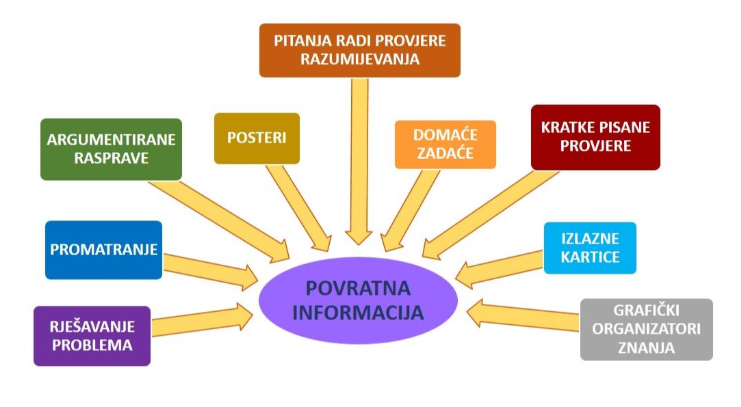 PITANJA RADI PROVJERE
RAZUMIJEVANJA
ARGUMENTIRANE
RASPRAVE
POSTERI
DOMAĆE
ZADAĆE
KRATKE PISANE
PROVJERE
PROMATRANJE
IZLAZNE
KARTICE
POVRATNA
INFORMACIJA
RJEŠAVANJE
PROBLEMA
GRAFIČKI
ORGANIZATORI
ZNANJA